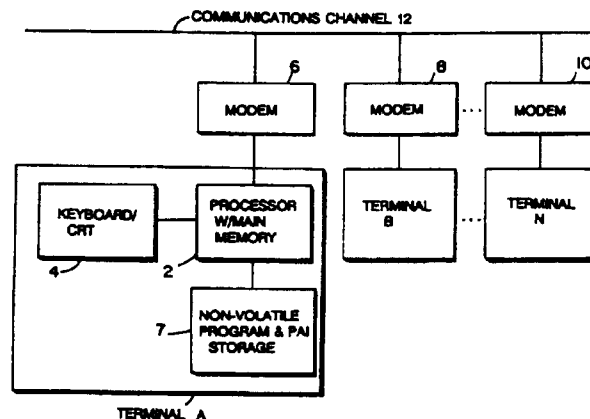 COMMUNICATIONS CHANNEL 12
6
8
10
MODEM
MODEM
...
MODEM
KEYBOARD/
CRT
4
PROCESSOR
W/MAIN
MEMORY
2
TERMINAL
B
...
TERMINAL
N
7
NON-VOLATILE
PROGRAM & PAI
STORAGE
TERMINAL A